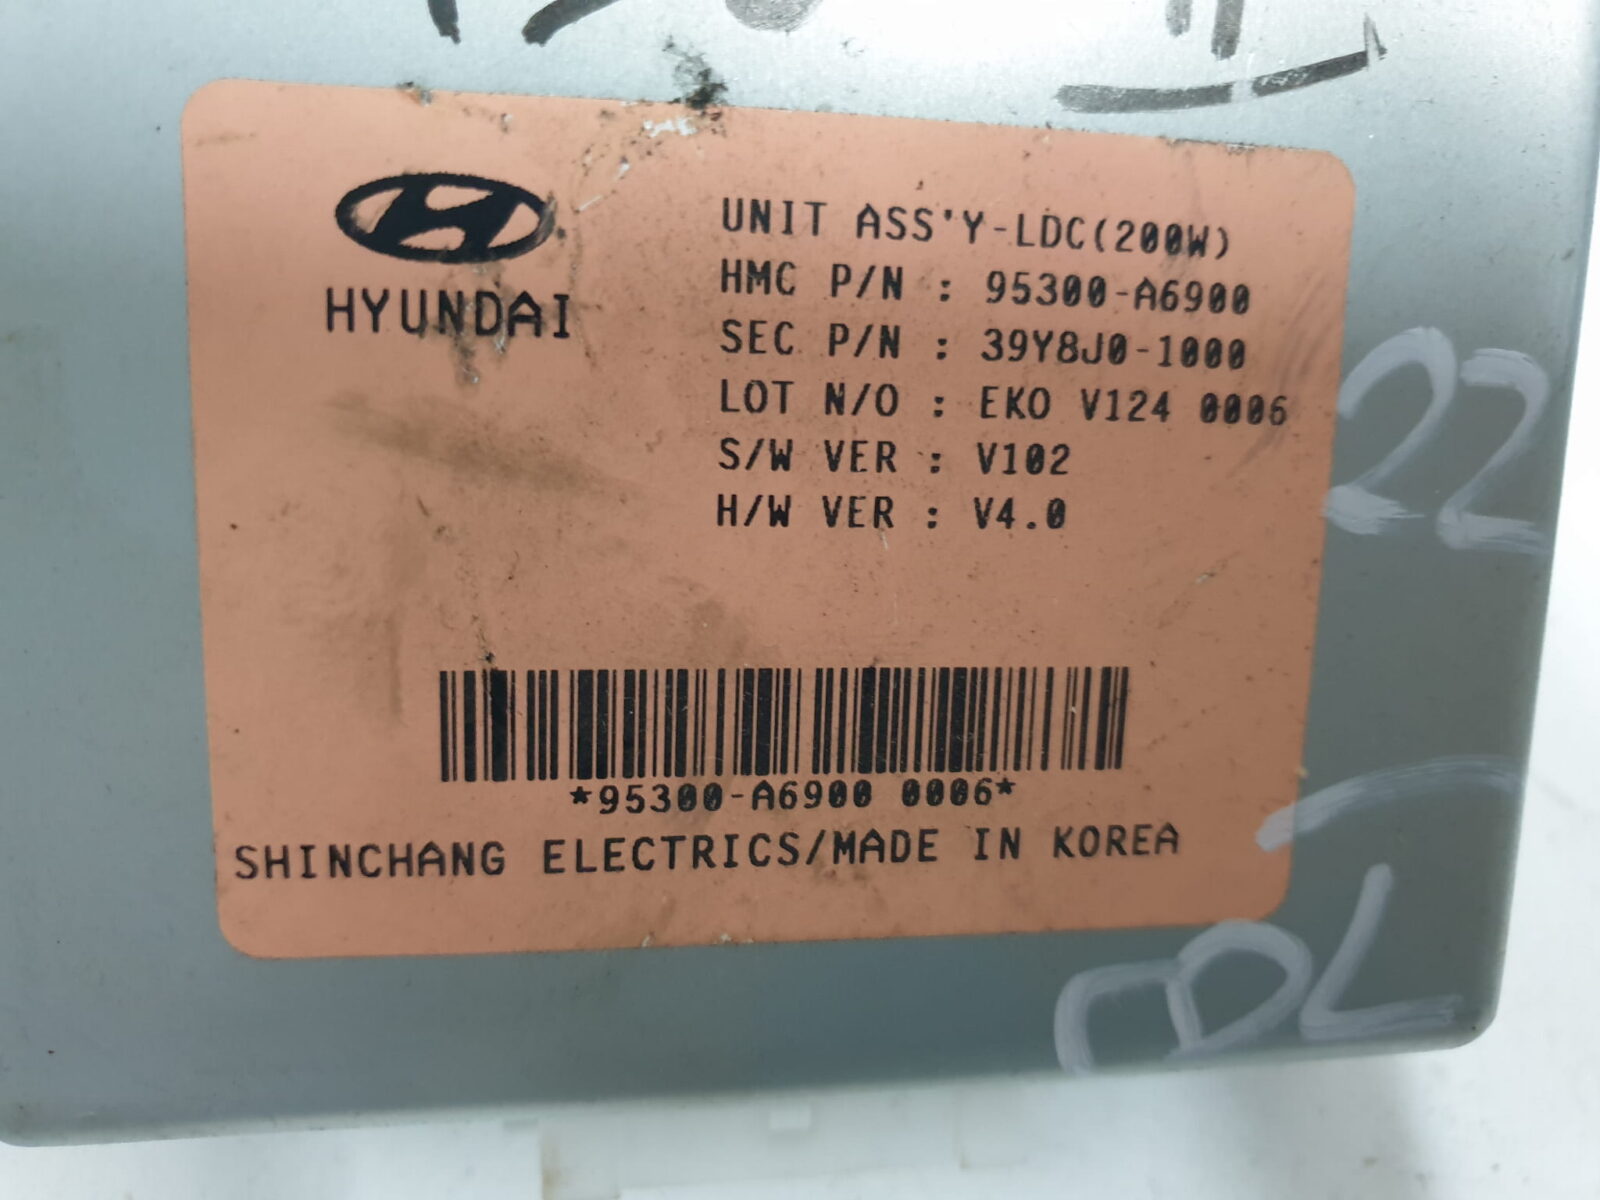 HYUNDAI
UNIT ASS'Y-LDC(200W)
HMC P/N : 95300-A6900
SEC P/N : 39Y8J0-1000
LOT N/O : EKO V124 0006
S/W VER : V102
H/W VER : V4.0
22
*95300-A6900 0006*
SHINCHANG ELECTRICS/MADE IN KOREA